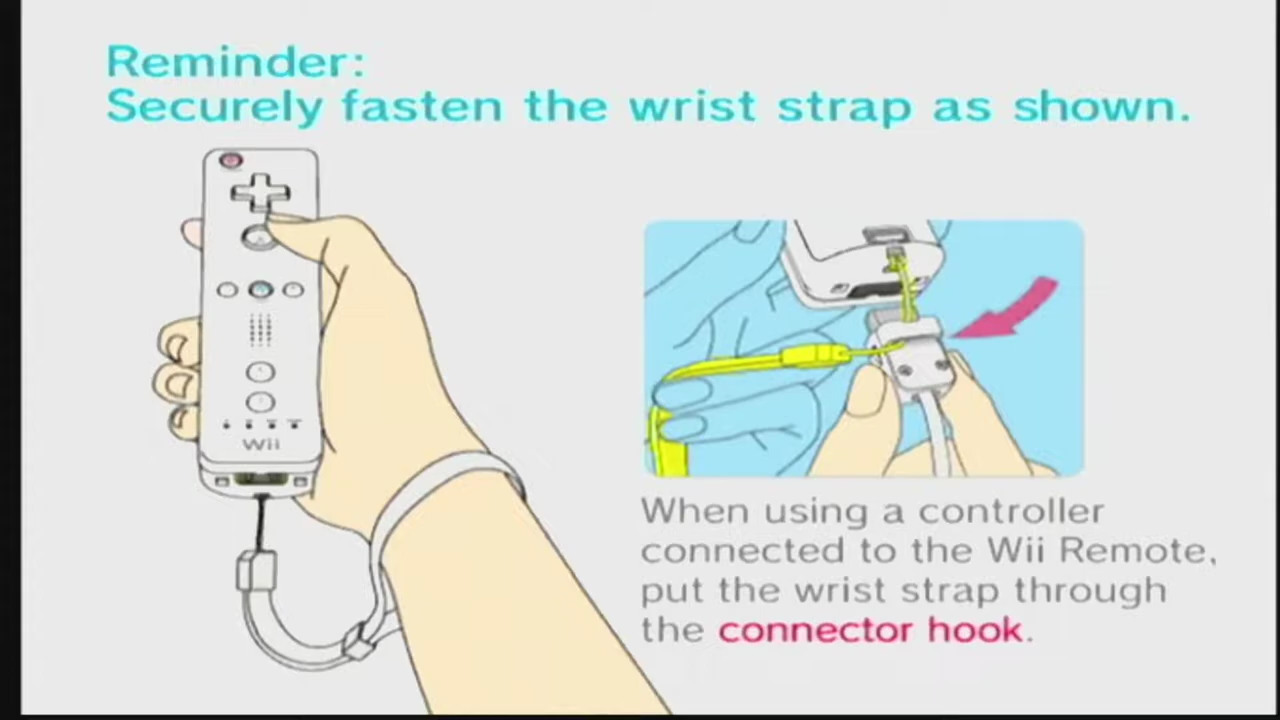 Reminder:
Securely fasten the wrist strap as shown.
Wii
When using a controller
connected to the Wii Remote,
put the wrist strap through
the connector hook.